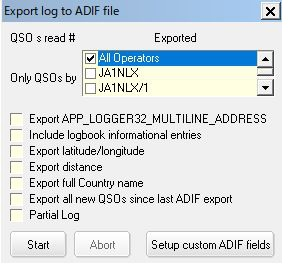 Export log to ADIF file
QSO s read # Exported
Only QSOs by
All Operators
JA1NLX
JA1NLX/1
Export APP_LOGGER32_MULTILINE_ADDRESS
Include logbook informational entries
Export latitude/longitude
Export distance
Export full Country name
Export all new QSOs since last ADIF export
Partial Log
Start Abort Setup custom ADIF fields